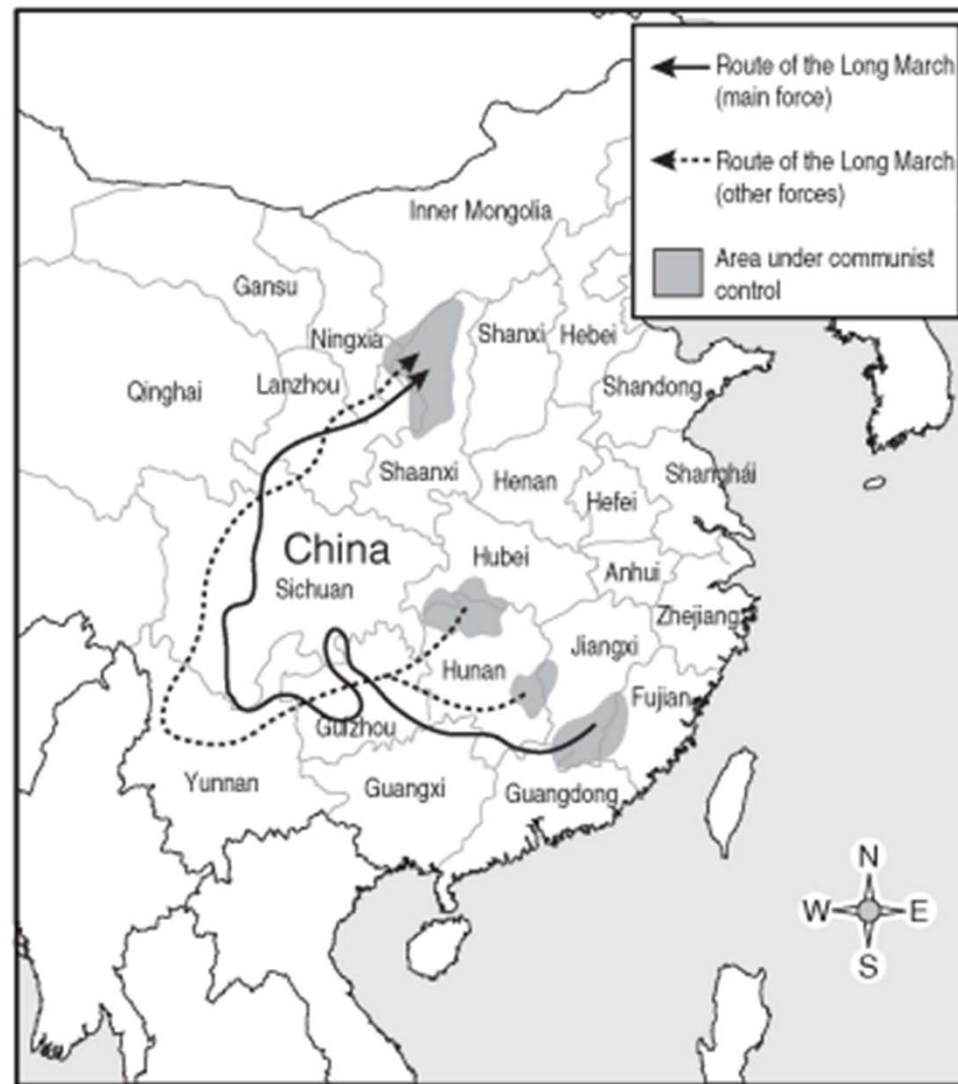 Route of the Long March
(main force)
Route of the Long March
(other forces)
Area under communist
control
Inner Mongolia
Gansu
Ningxia
Shanxi
Hebei
Qinghai
Lanzhou
Shandong
Shaanxi
Henan
Shanghái
Hefei
China
Hubei
Anhui
Sichuan
Zhejiang
Jiangxi
Hunan
Fujian
Guizhou
Yunnan
Guangxi
Guangdong
N
W
E
S